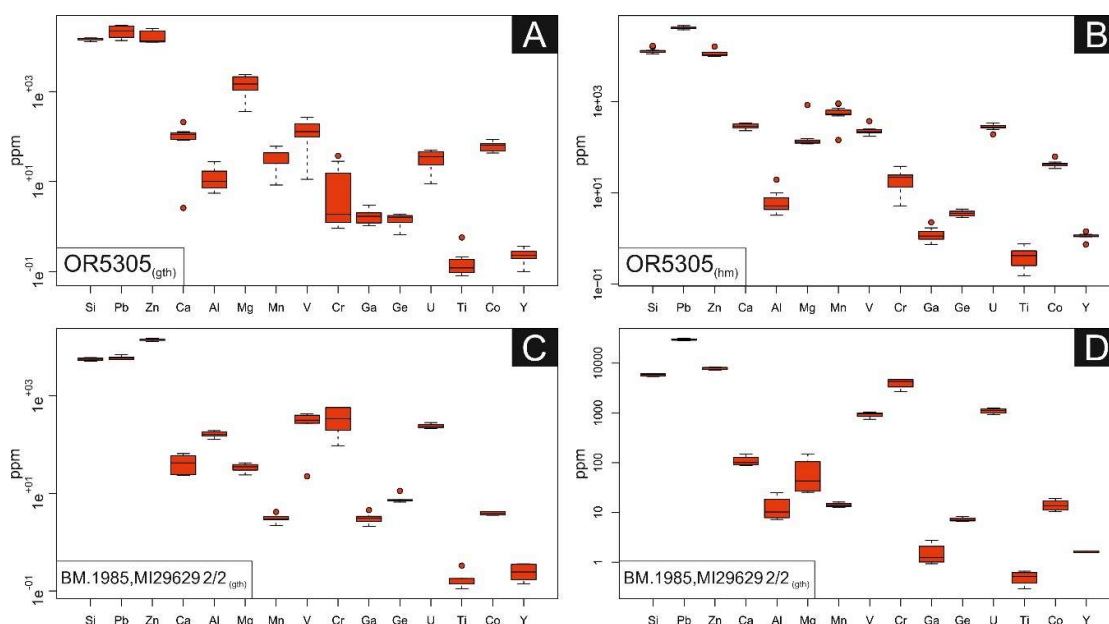 A
ppm
1e+03
1e+01
1e-01
OR5305(gth)
Si Pb Zn Ca Al Mg Mn V Cr Ga Ge U Ti Co Y
B
ppm
1e+03
1e+01
1e-01
OR5305(hm)
Si Pb Zn Ca Al Mg Mn V Cr Ga Ge U Ti Co Y
C
ppm
1e+03
1e+01
1e-01
BM.1985,MI29629 2/2 (gth)
Si Pb Zn Ca Al Mg Mn V Cr Ga Ge U Ti Co Y
D
ppm
10000
1000
100
10
1
BM.1985,MI29629 2/2 (gth)
Si Pb Zn Ca Al Mg Mn V Cr Ga Ge U Ti Co Y